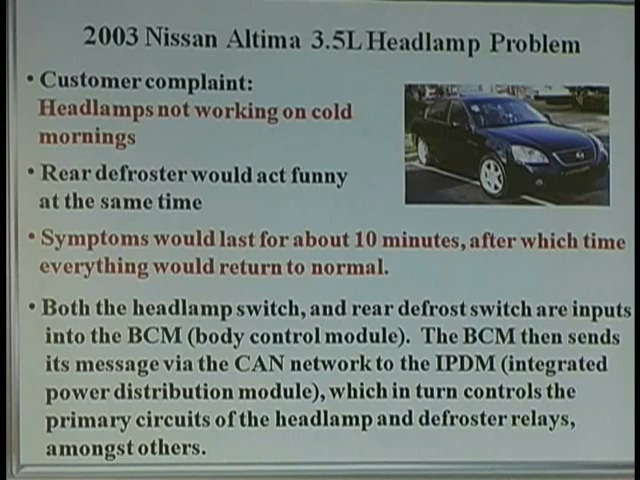 2003 Nissan Altima 3.5L Headlamp Problem
• Customer complaint:
Headlamps not working on cold
mornings
• Rear defroster would act funny
at the same time
• Symptoms would last for about 10 minutes, after which time
everything would return to normal.
• Both the headlamp switch, and rear defrost switch are inputs
into the BCM (body control module). The BCM then sends
its message via the CAN network to the IPDM (integrated
power distribution module), which in turn controls the
primary circuits of the headlamp and defroster relays,
amongst others.